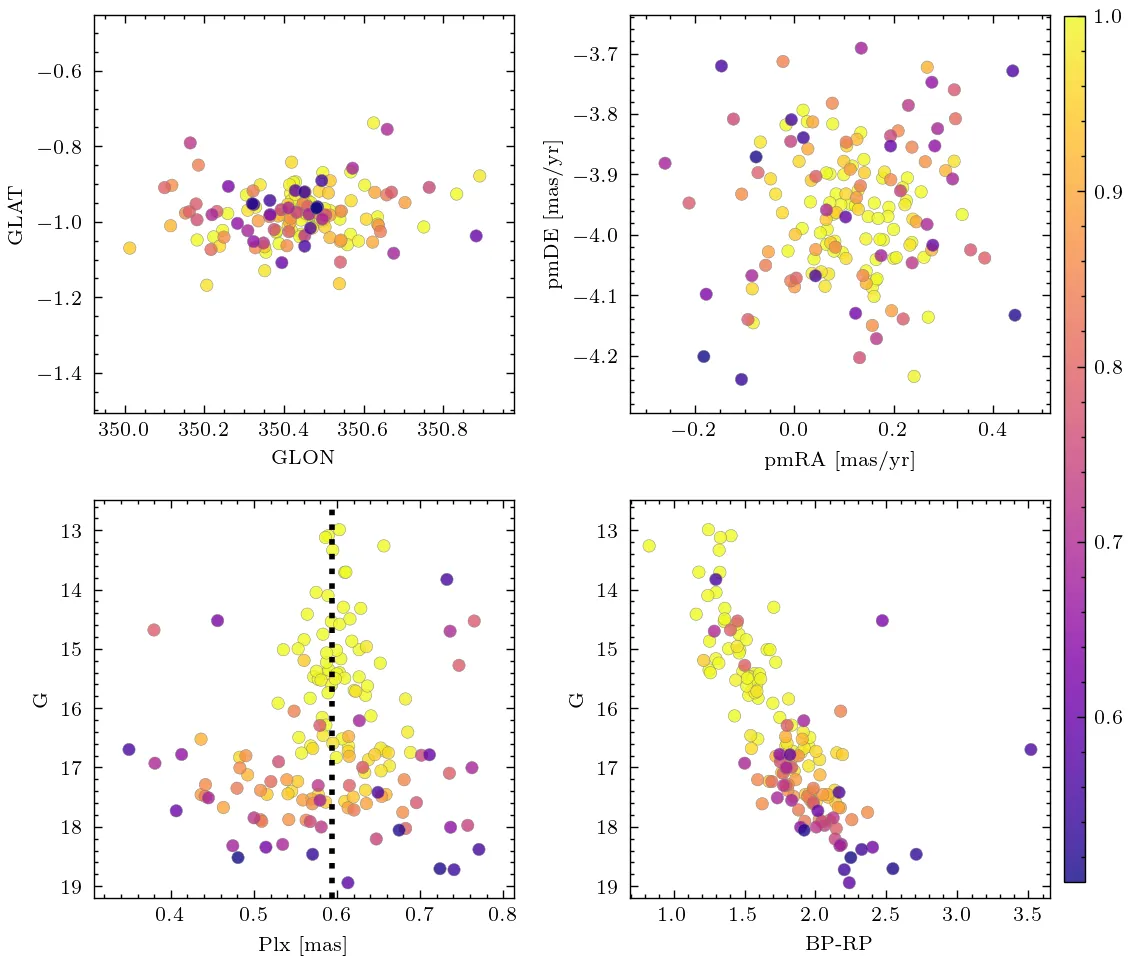 −0.6
−0.8
−1.0
−1.2
−1.4
GLAT
350.0 350.2 350.4 350.6 350.8
GLON
−3.7
−3.8
−3.9
−4.0
−4.1
−4.2
pmDE [mas/yr]
−0.2 0.0 0.2 0.4
pmRA [mas/yr]
1.0
0.9
0.8
0.7
0.6
13
14
15
16
17
18
19
G
0.4 0.5 0.6 0.7 0.8
Plx [mas]
13
14
15
16
17
18
19
G
1.0 1.5 2.0 2.5 3.0 3.5
BP-RP